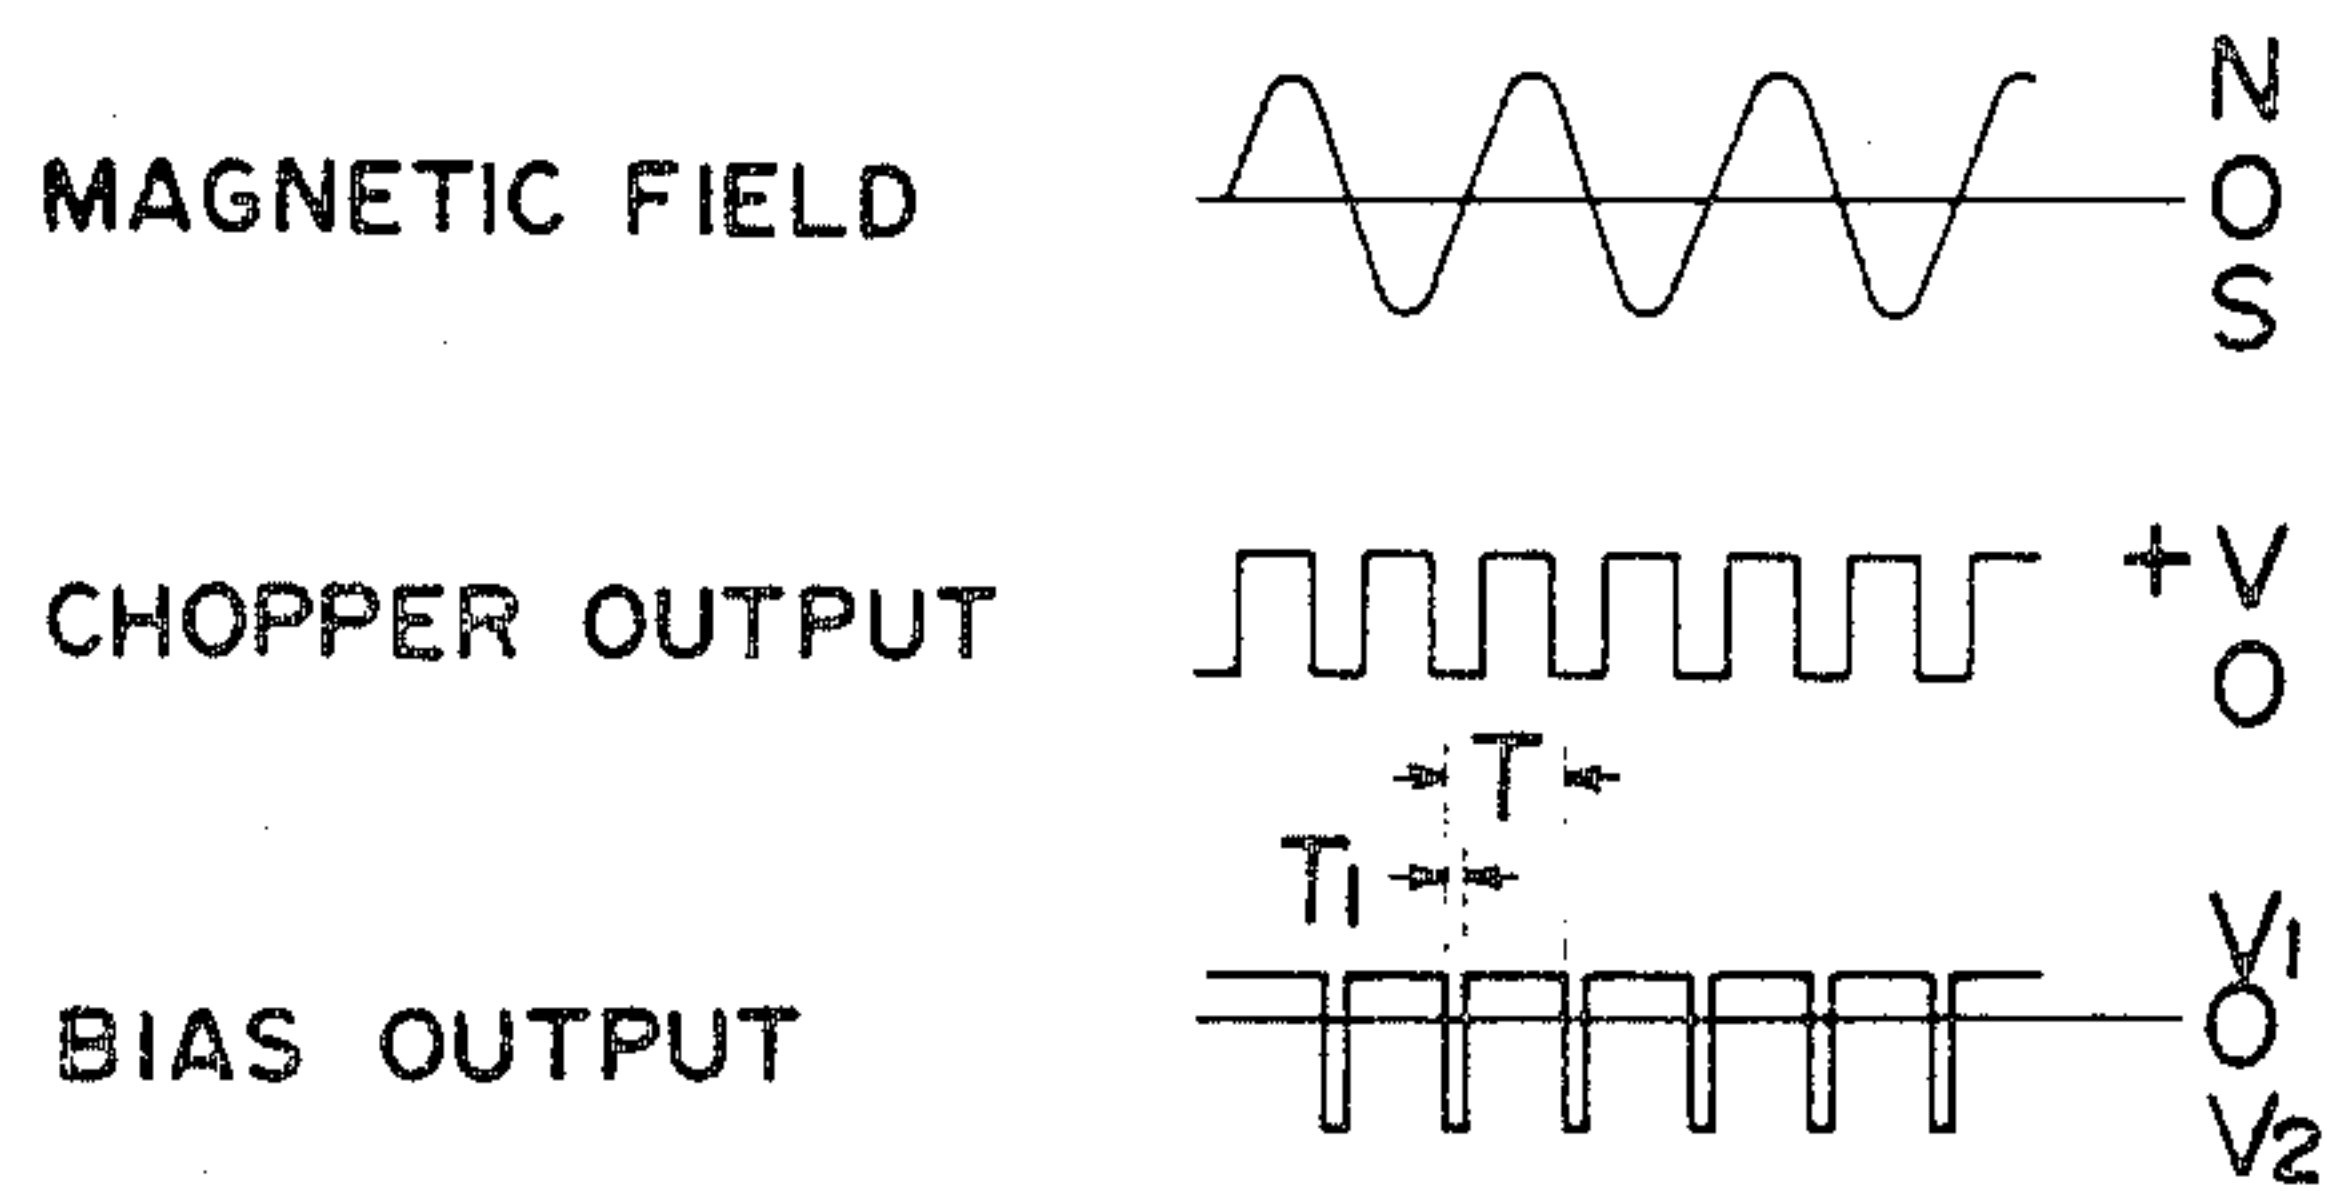 MAGNETIC FIELD
N
O
S
CHOPPER OUTPUT
+V
O
T
T1
BIAS OUTPUT
V1
O
V2